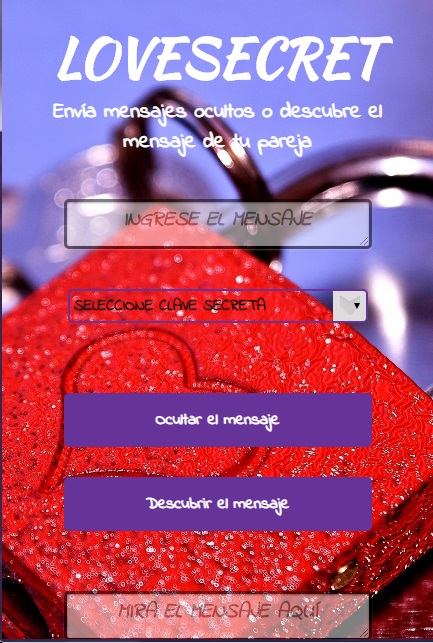 LOVESECRET
Envía mensajes ocultos o descubre el
mensaje de tu pareja
INGRESE EL MENSAJE
SELECCIONE CLAVE SECRETA
Ocultar el mensaje
Descubrir el mensaje
MIRA EL MENSAJE AQUÍ